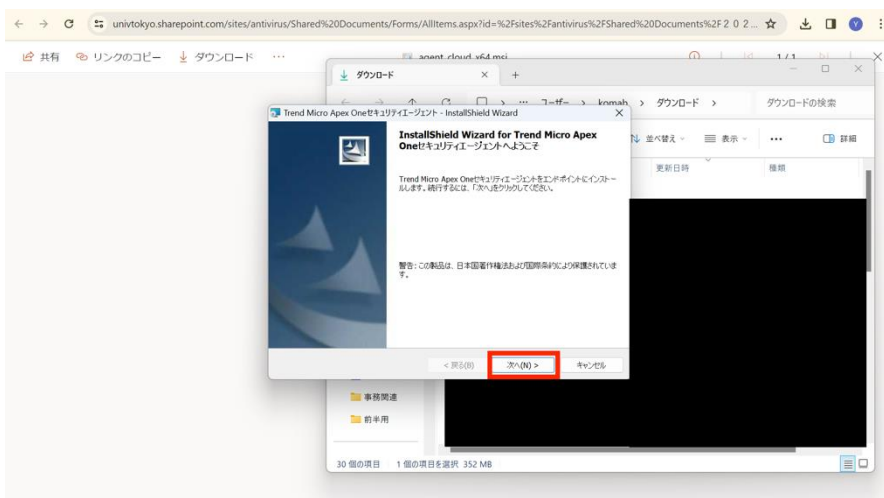 univtokyo.sharepoint.com/sites/antivirus/Shared%20Documents/Forms/AllItems.aspx?id=%2Fsites%2Fantivirus%2FShared%20Documents%2F２０２...
Y
共有 リンクのコピー ダウンロード ...
agent_cloud_x64.msi
1 / 1
ダウンロード
ダウンロード
ダウンロードの検索
ユーザー > komab > ダウンロード >
並べ替え 表示 ... 詳細
更新日時 種類
Trend Micro Apex Oneセキュリティエージェント - InstallShield Wizard
InstallShield Wizard for Trend Micro Apex
Oneセキュリティエージェントへようこそ
Trend Micro Apex Oneセキュリティエージェントをエンドポイントにインストー
ルします。続行するには、「次へ」をクリックしてください。
警告: この製品は、日本国著作権法および国際条約により保護されていま
す。
< 戻る(B) 次へ(N) > キャンセル
事務関連
前半用
30 個の項目 1 個の項目を選択 352 MB